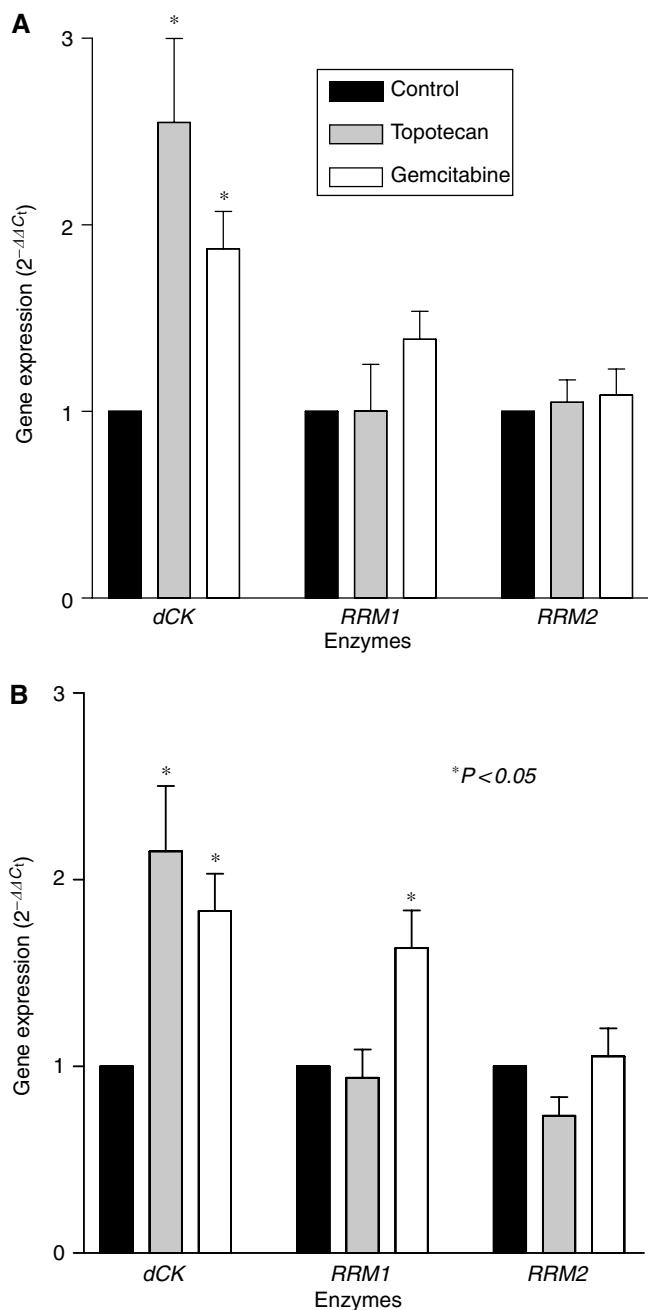 A
3
2
1
0
Gene expression (2⁻ΔΔCt)
*
*
Control
Topotecan
Gemcitabine
dCK
RRM1
RRM2
Enzymes
B
3
2
1
0
Gene expression (2⁻ΔΔCt)
*
*
*
*P<0.05
dCK
RRM1
RRM2
Enzymes